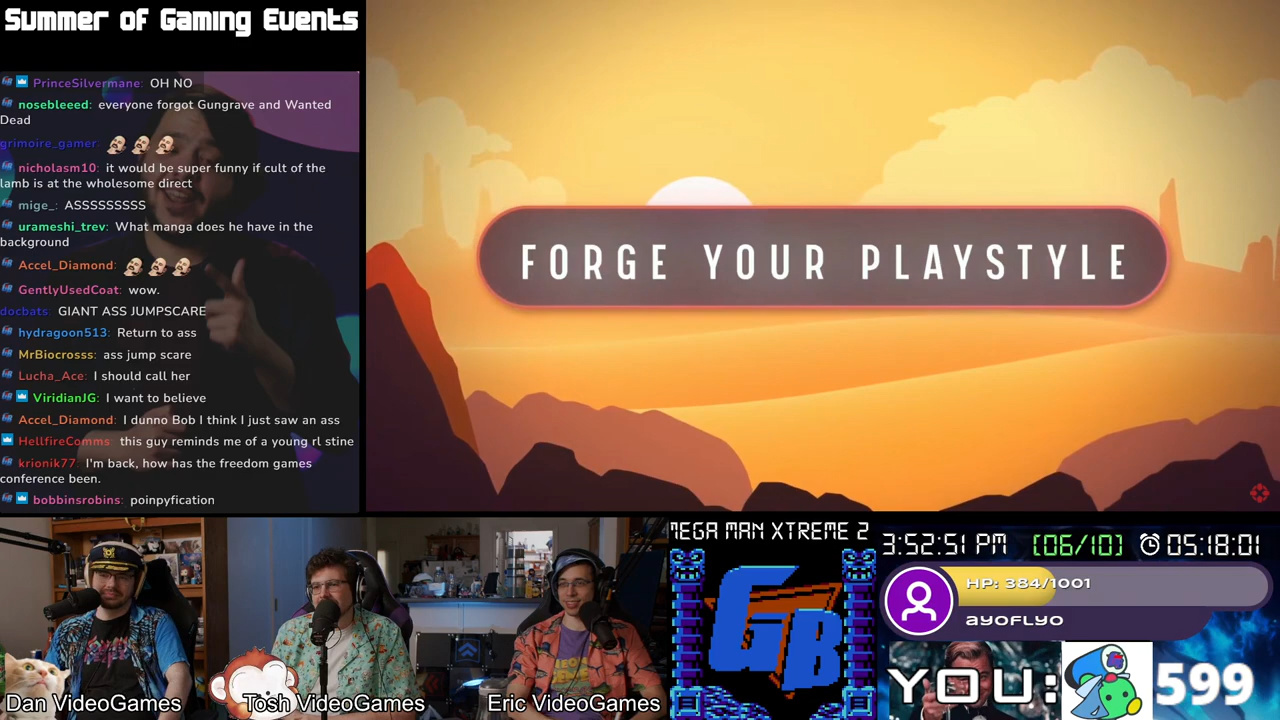 Summer of Gaming Events
PrinceSilvermane: OH NO
nosebleeed: everyone forgot Gungrave and Wanted
Dead
grimoire_gamer:
nicholasm10: it would be super funny if cult of the
lamb is at the wholesome direct
mige_: ASSSSSSSSS
urameshi_trev: What manga does he have in the
background
Accel_Diamond:
GentlyUsedCoat: wow.
docbats: GIANT ASS JUMPSCARE
hydragoon513: Return to ass
MrBiocrosss: ass jump scare
Lucha_Ace: I should call her
ViridianJG: I want to believe
Accel_Diamond: I dunno Bob I think I just saw an ass
HellfireComms: this guy reminds me of a young rl stine
krionik77: I'm back, how has the freedom games
conference been.
bobbinsrobins: poinpyfication
FORGE YOUR PLAYSTYLE
Dan VideoGames
Tosh VideoGames
Eric VideoGames
MEGA MAN XTREME 2
GB
3:52:51 PM [06/10] 05:18:01
HP: 384/1001
ayoflyo
YOU: 599